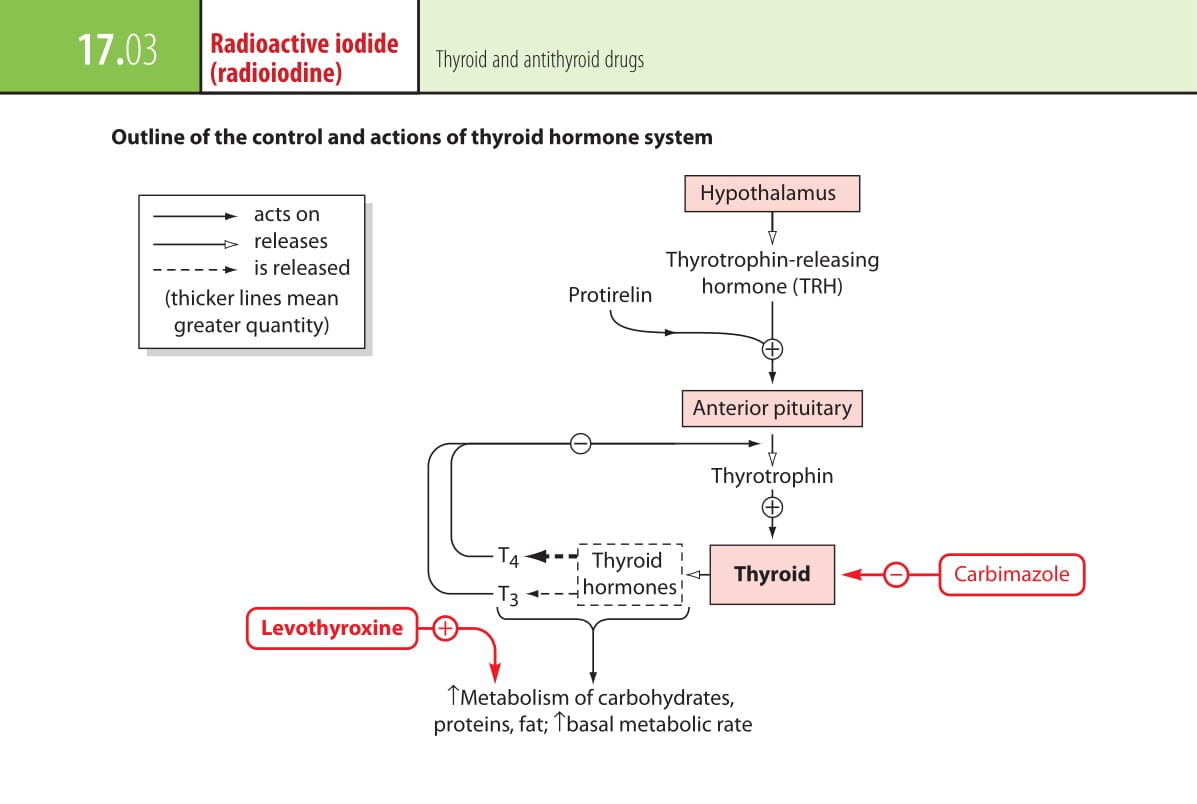 17.03
Radioactive iodide
(radioiodine)
Thyroid and antithyroid drugs
Outline of the control and actions of thyroid hormone system
acts on
releases
is released
(thicker lines mean
greater quantity)
Hypothalamus
Thyrotrophin-releasing
hormone (TRH)
Protirelin
+
Anterior pituitary
−
Thyrotrophin
+
T4
Thyroid
hormones
T3
Thyroid
−
Carbimazole
Levothyroxine
+
↑Metabolism of carbohydrates,
proteins, fat; ↑basal metabolic rate